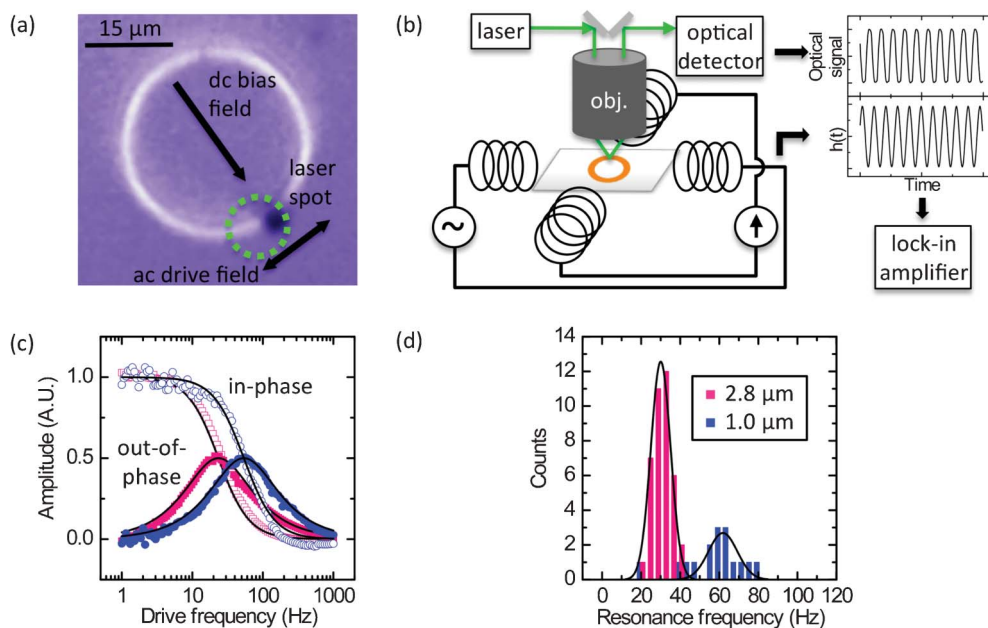 (a)
15 μm
dc bias
field
laser
spot
ac drive field
(b)
laser
optical
detector
obj.
~
Optical
signal
h(t)
Time
lock-in
amplifier
(c)
Amplitude (A.U.)
1.0
0.5
0.0
in-phase
out-of-
phase
1 10 100 1000
Drive frequency (Hz)
(d)
Counts
14
12
10
8
6
4
2
0
2.8 μm
1.0 μm
0 20 40 60 80 100 120
Resonance frequency (Hz)